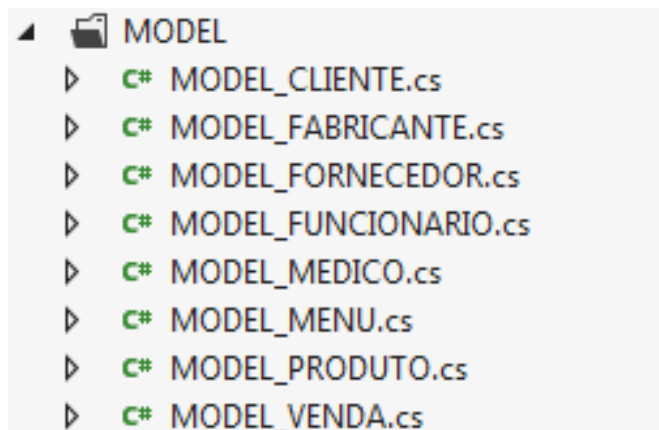 MODEL
C# MODEL_CLIENTE.cs
C# MODEL_FABRICANTE.cs
C# MODEL_FORNECEDOR.cs
C# MODEL_FUNCIONARIO.cs
C# MODEL_MEDICO.cs
C# MODEL_MENU.cs
C# MODEL_PRODUTO.cs
C# MODEL_VENDA.cs